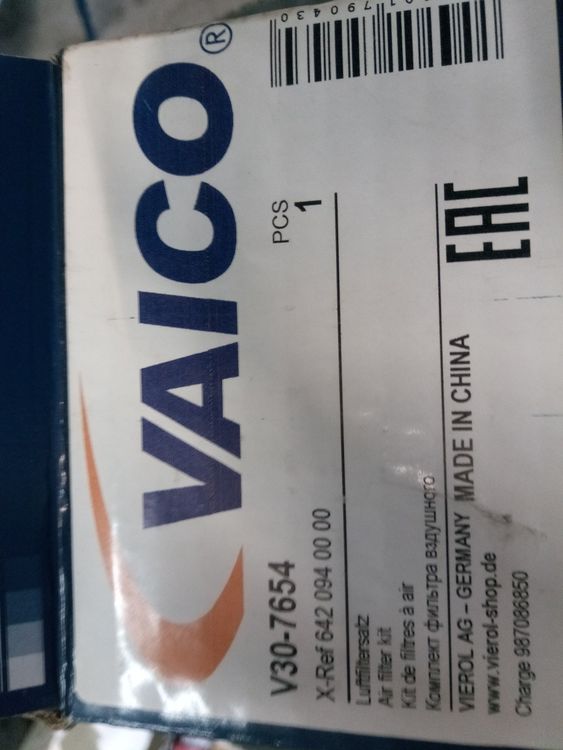 VAICO®
V30-7654
PCS
X-Ref 642 094 00 00
1
Luftfiltersatz
Air filter kit
Kit de filtres à air
Комплект фильтра вздушного
VIEROL AG – GERMANY MADE IN CHINA
www.vierol-shop.de
Charge 987086850
EAC